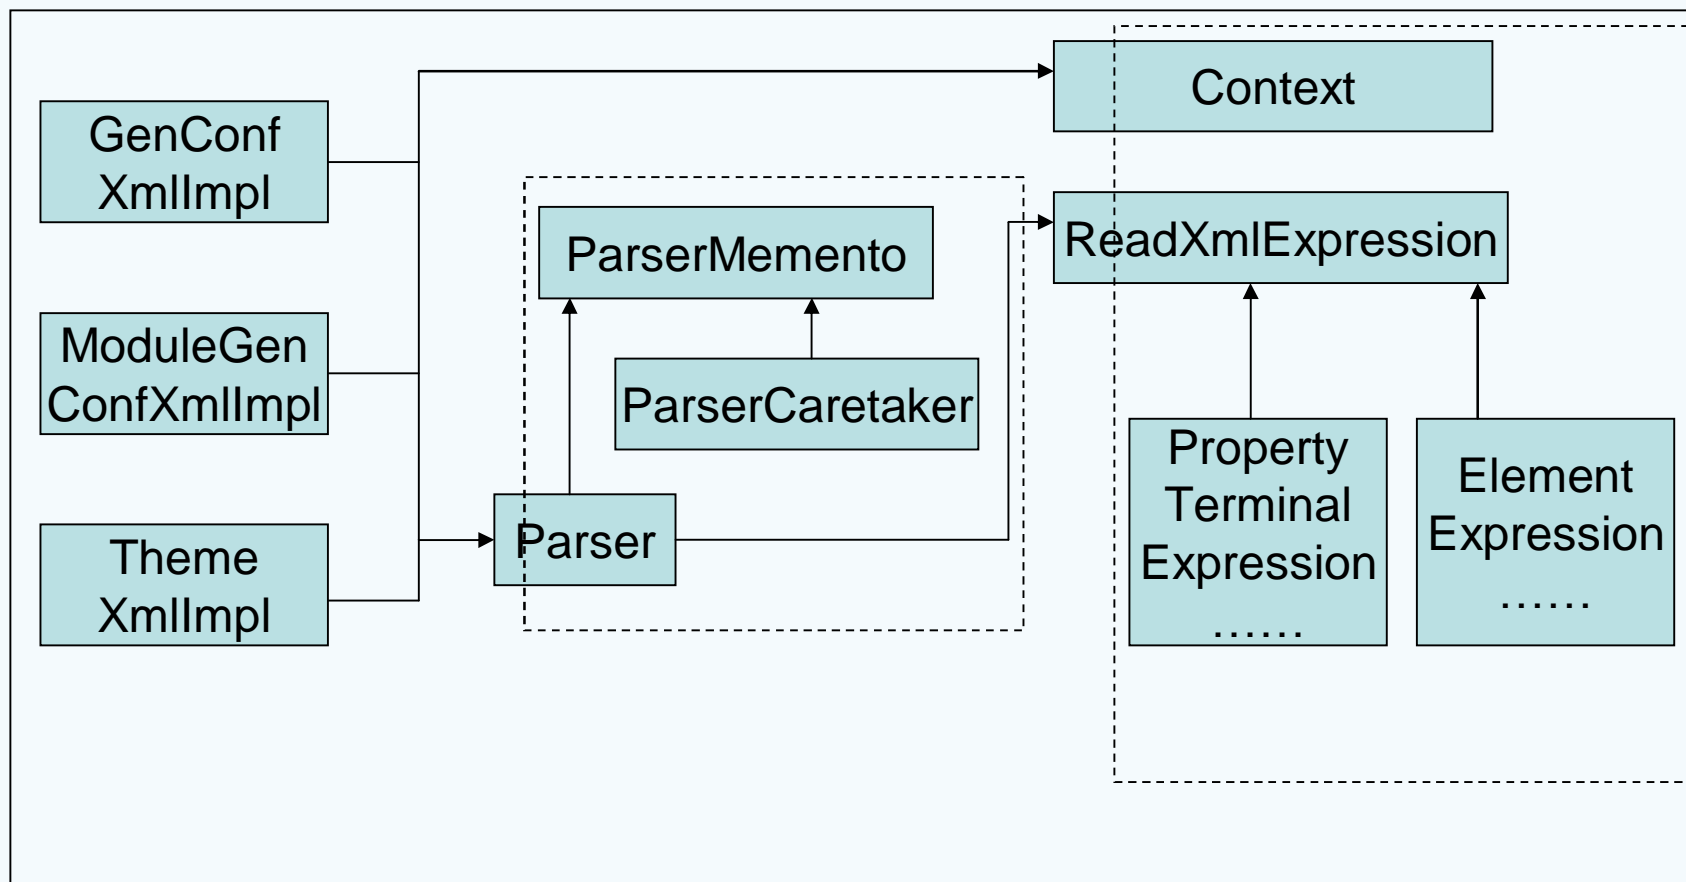 Context
GenConf
XmlImpl
ParserMemento
ReadXmlExpression
ModuleGen
ConfXmlImpl
ParserCaretaker
Property
Terminal
Expression
……
Element
Expression
……
Parser
Theme
XmlImpl